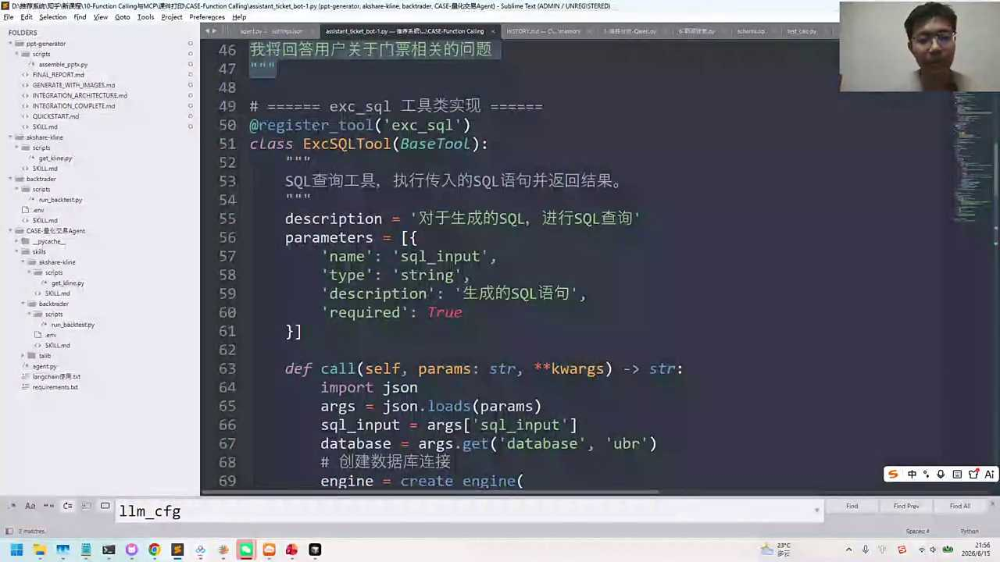 D:\推荐系统\知乎\新课程\10-Function Calling与MCP\课件打印\CASE-Function Calling\assistant_ticket_bot-1.py (ppt-generator, akshare-kline, backtrader, CASE-量化交易Agent) - Sublime Text (ADMIN / UNREGISTERED)
File Edit Selection Find View Goto Tools Project Preferences Help
agent.py settings.json assistant_ticket_bot-1.py — 推荐系统\...\CASE-Function Calling HISTORY.md schema.sql test_calc.py
FOLDERS
ppt-generator
scripts
assemble_pptx.py
FINAL_REPORT.md
GENERATE_WITH_IMAGES.md
INTEGRATION_ARCHITECTURE.md
INTEGRATION_COMPLETE.md
QUICKSTART.md
SKILL.md
akshare-kline
scripts
get_kline.py
SKILL.md
backtrader
scripts
run_backtest.py
.env
SKILL.md
CASE-量化交易Agent
__pycache__
skills
akshare-kline
scripts
get_kline.py
SKILL.md
backtrader
scripts
run_backtest.py
.env
SKILL.md
talib
agent.py
langchain使用.txt
requirements.txt
46 我将回答用户关于门票相关的问题
47 """
48
49 # ====== exc_sql 工具类实现 ======
50 @register_tool('exc_sql')
51 class ExcSQLTool(BaseTool):
52 """
53 SQL查询工具，执行传入的SQL语句并返回结果。
54 """
55 description = '对于生成的SQL，进行SQL查询'
56 parameters = [{
57 'name': 'sql_input',
58 'type': 'string',
59 'description': '生成的SQL语句',
60 'required': True
61 }]
62
63 def call(self, params: str, **kwargs) -> str:
64 import json
65 args = json.loads(params)
66 sql_input = args['sql_input']
67 database = args.get('database', 'ubr')
68 # 创建数据库连接
69 engine = create_engine(
中
Ai
.* Aa “” llm_cfg Find Find Prev Find All
3 matches. Spaces: 4 Python
23°C
多云
21:56
2026/6/15